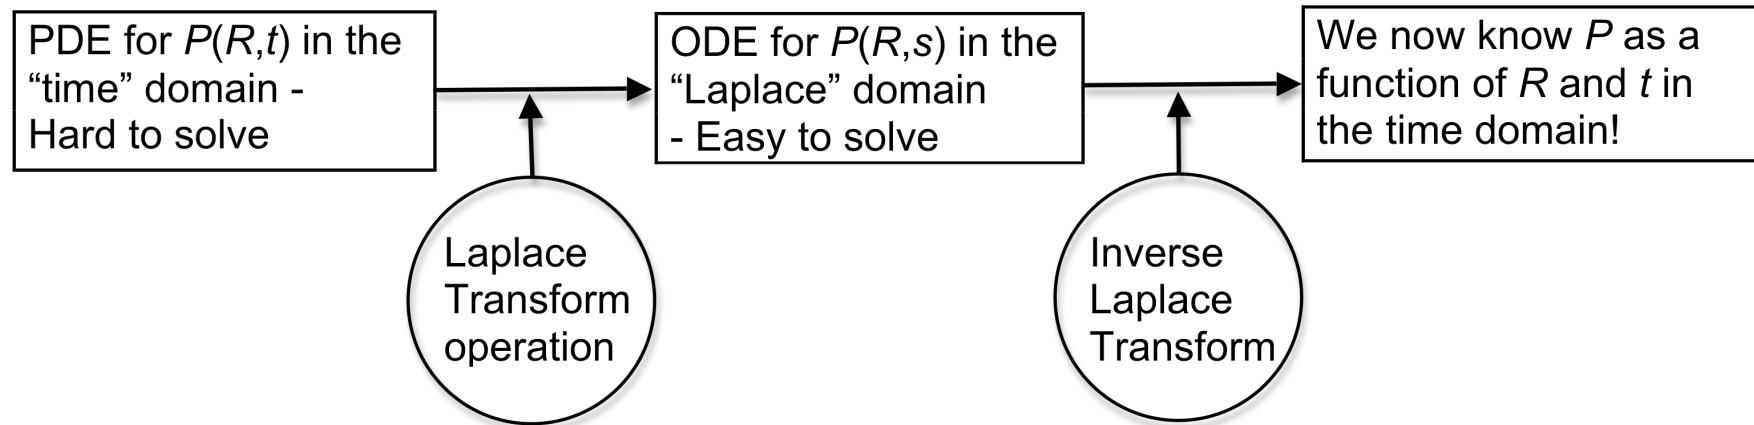 PDE for P(R,t) in the
“time” domain -
Hard to solve
ODE for P(R,s) in the
“Laplace” domain
- Easy to solve
We now know P as a
function of R and t in
the time domain!
Laplace
Transform
operation
Inverse
Laplace
Transform